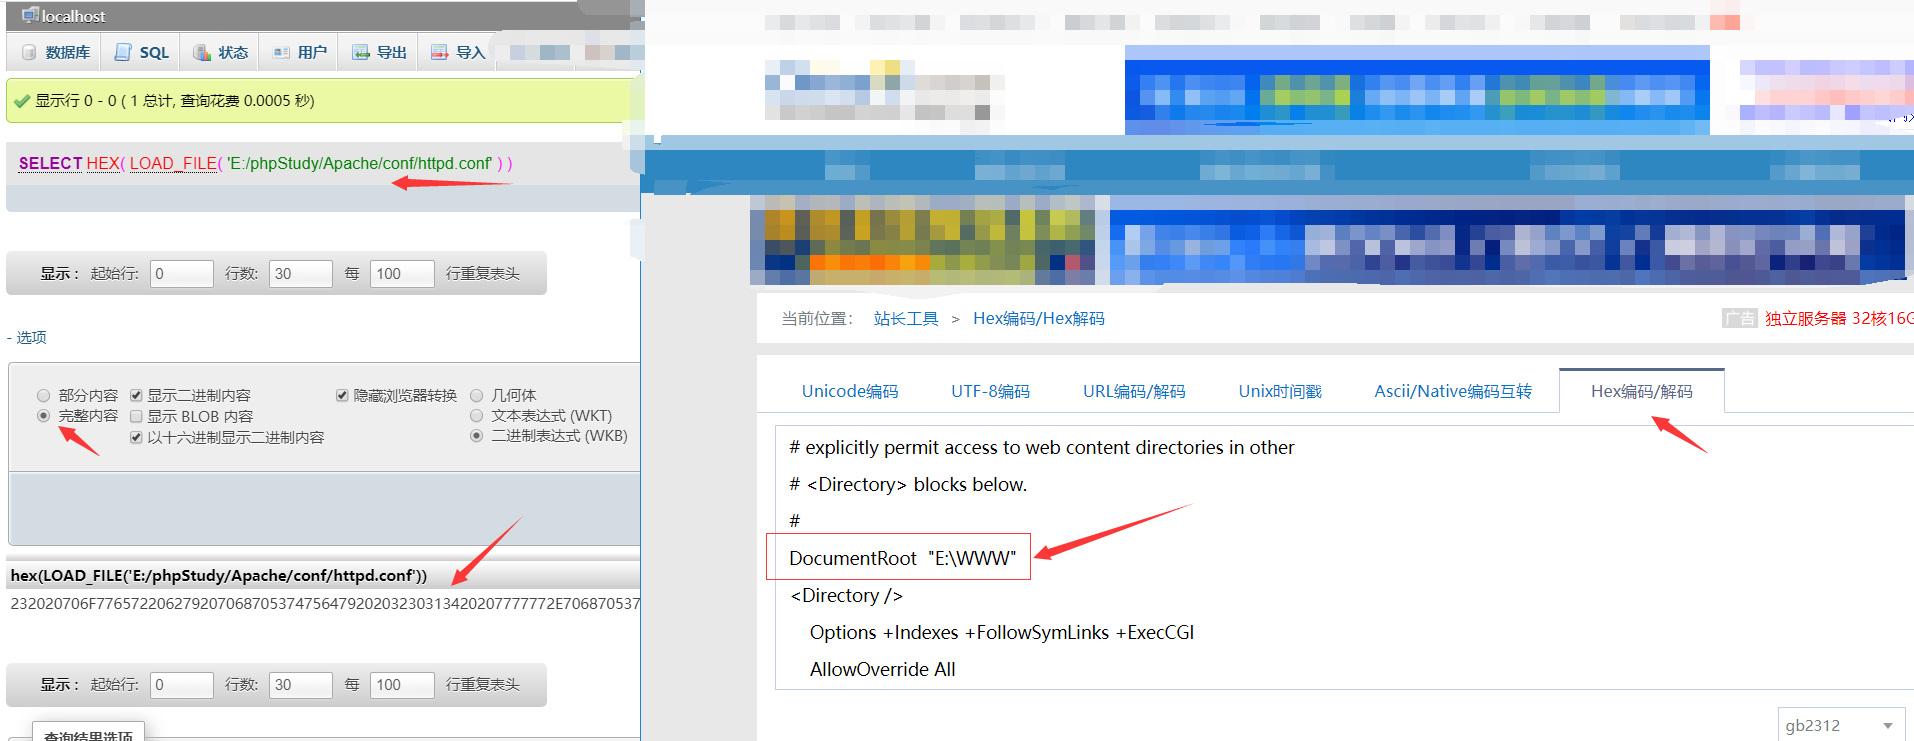 localhost
数据库 SQL 状态 用户 导出 导入
显示行 0 - 0 ( 1 总计, 查询花费 0.0005 秒)
SELECT HEX( LOAD_FILE( 'E:/phpStudy/Apache/conf/httpd.conf' ) )
显示： 起始行: 0 行数: 30 每 100 行重复表头
- 选项
部分内容 显示二进制内容 隐藏浏览器转换 几何体
完整内容 显示 BLOB 内容 文本表达式 (WKT)
以十六进制显示二进制内容 二进制表达式 (WKB)
hex(LOAD_FILE('E:/phpStudy/Apache/conf/httpd.conf'))
232020706F77657220627920706870537475647920203230313420207777772E706870537
显示： 起始行: 0 行数: 30 每 100 行重复表头
查询结果选项
当前位置： 站长工具 > Hex编码/Hex解码
广告 独立服务器 32核16G
Unicode编码 UTF-8编码 URL编码/解码 Unix时间戳 Ascii/Native编码互转 Hex编码/解码
# explicitly permit access to web content directories in other
# <Directory> blocks below.
#
DocumentRoot "E:\WWW"
<Directory />
Options +Indexes +FollowSymLinks +ExecCGI
AllowOverride All
gb2312